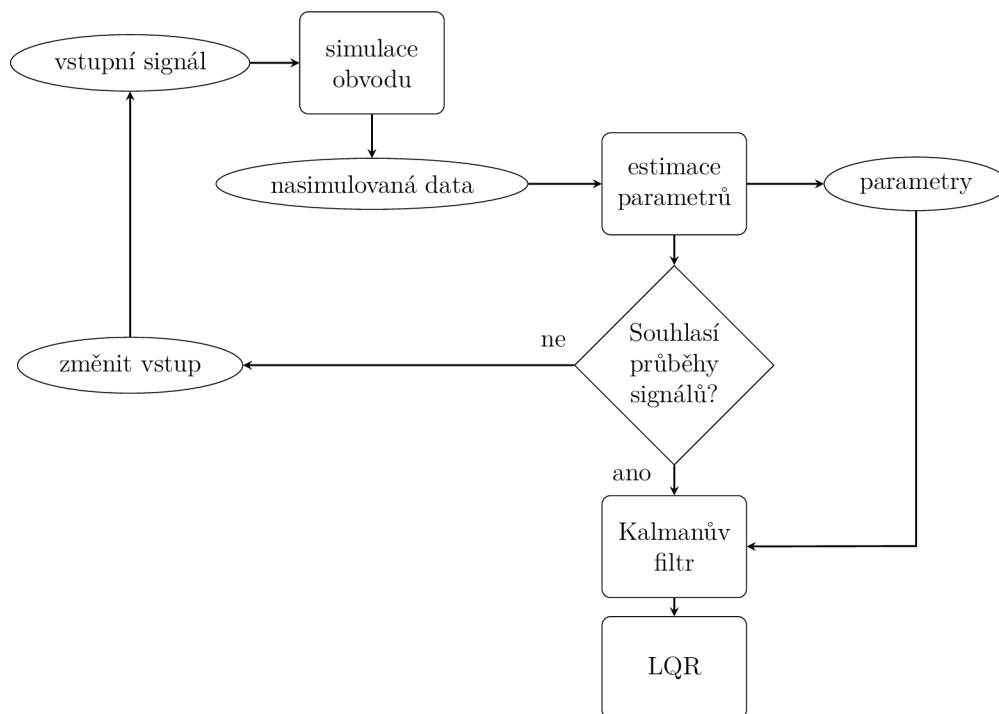 vstupní signál
simulace
obvodu
nasimulovaná data
estimace
parametrů
parametry
ne
Souhlasí
průběhy
signálů?
změnit vstup
ano
Kalmanův
filtr
LQR